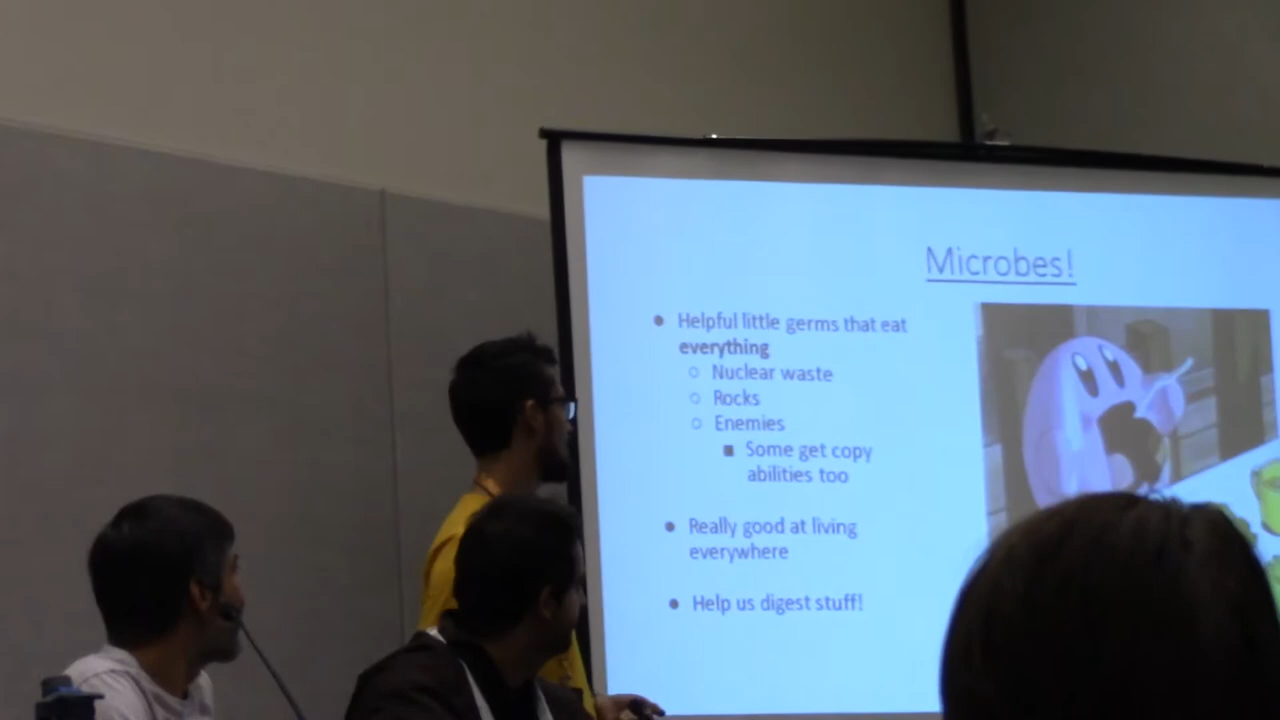 Microbes!
Helpful little germs that eat
everything
Nuclear waste
Rocks
Enemies
Some get copy
abilities too
Really good at living
everywhere
Help us digest stuff!